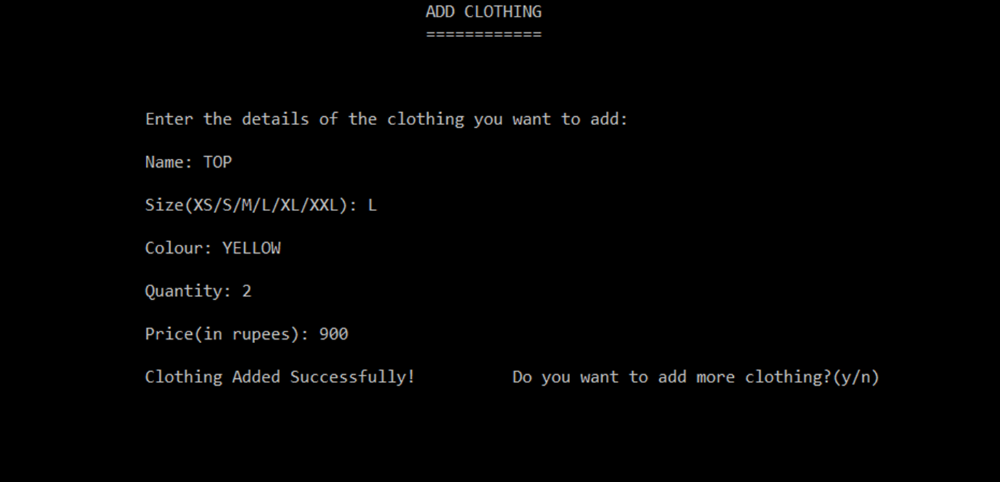 ADD CLOTHING
============
Enter the details of the clothing you want to add:
Name: TOP
Size(XS/S/M/L/XL/XXL): L
Colour: YELLOW
Quantity: 2
Price(in rupees): 900
Clothing Added Successfully!          Do you want to add more clothing?(y/n)